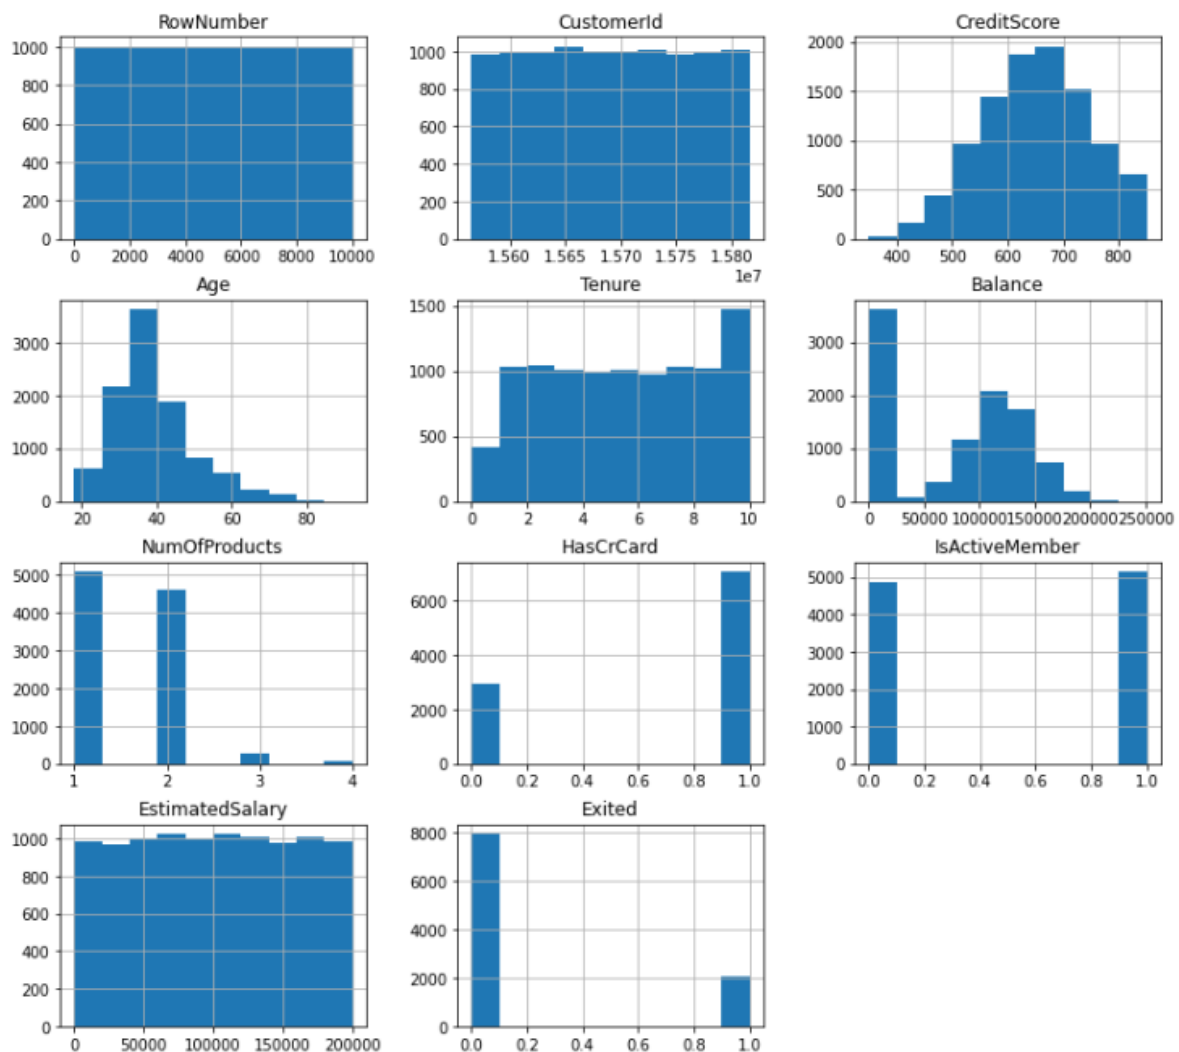 RowNumber
1000
800
600
400
200
0
0 2000 4000 6000 8000 10000
CustomerId
1000
800
600
400
200
0
1.560 1.565 1.570 1.575 1.580
1e7
CreditScore
2000
1500
1000
500
0
400 500 600 700 800
Age
3000
2000
1000
0
20 40 60 80
Tenure
1500
1000
500
0
0 2 4 6 8 10
Balance
3000
2000
1000
0
0 50000 100000 150000 200000 250000
NumOfProducts
5000
4000
3000
2000
1000
0
1 2 3 4
HasCrCard
6000
4000
2000
0
0.0 0.2 0.4 0.6 0.8 1.0
IsActiveMember
5000
4000
3000
2000
1000
0
0.0 0.2 0.4 0.6 0.8 1.0
EstimatedSalary
1000
800
600
400
200
0
0 50000 100000 150000 200000
Exited
8000
6000
4000
2000
0
0.0 0.2 0.4 0.6 0.8 1.0